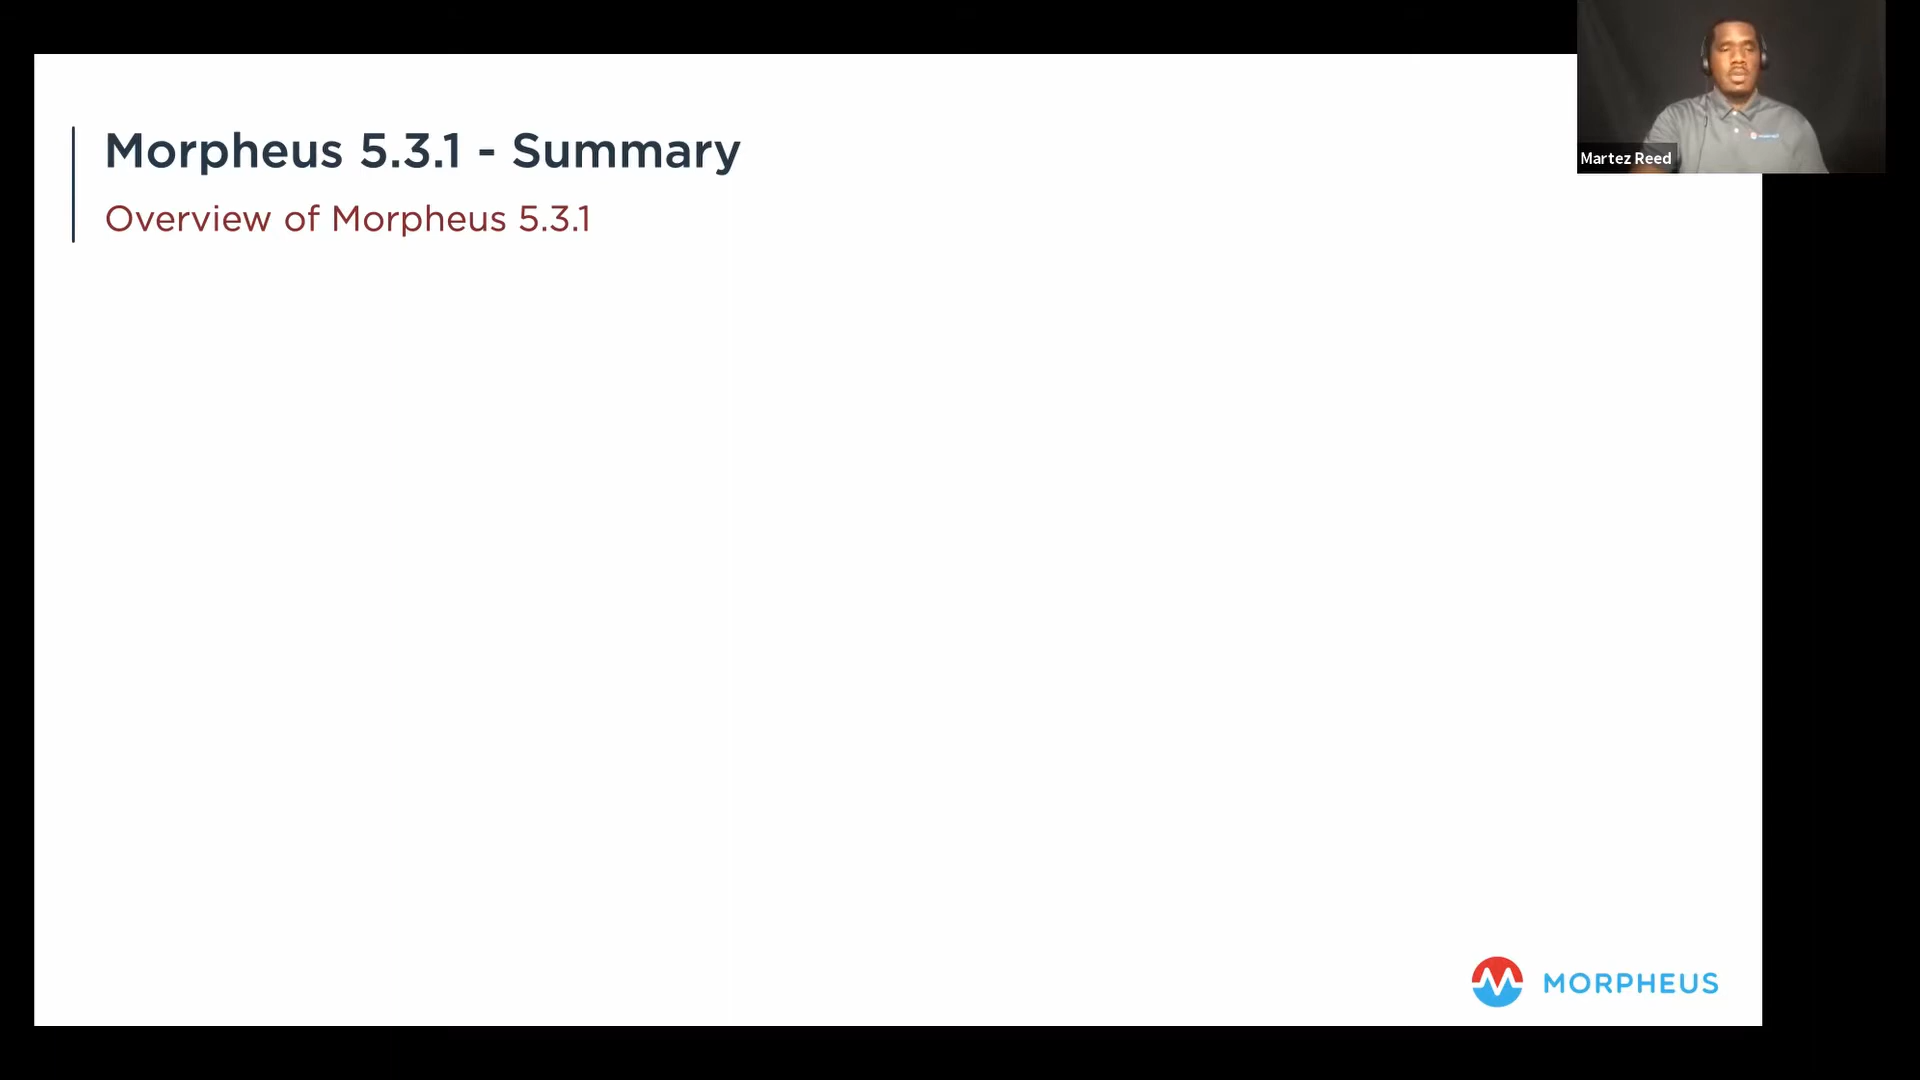 Morpheus 5.3.1 - Summary
Overview of Morpheus 5.3.1
Martez Reed
MORPHEUS